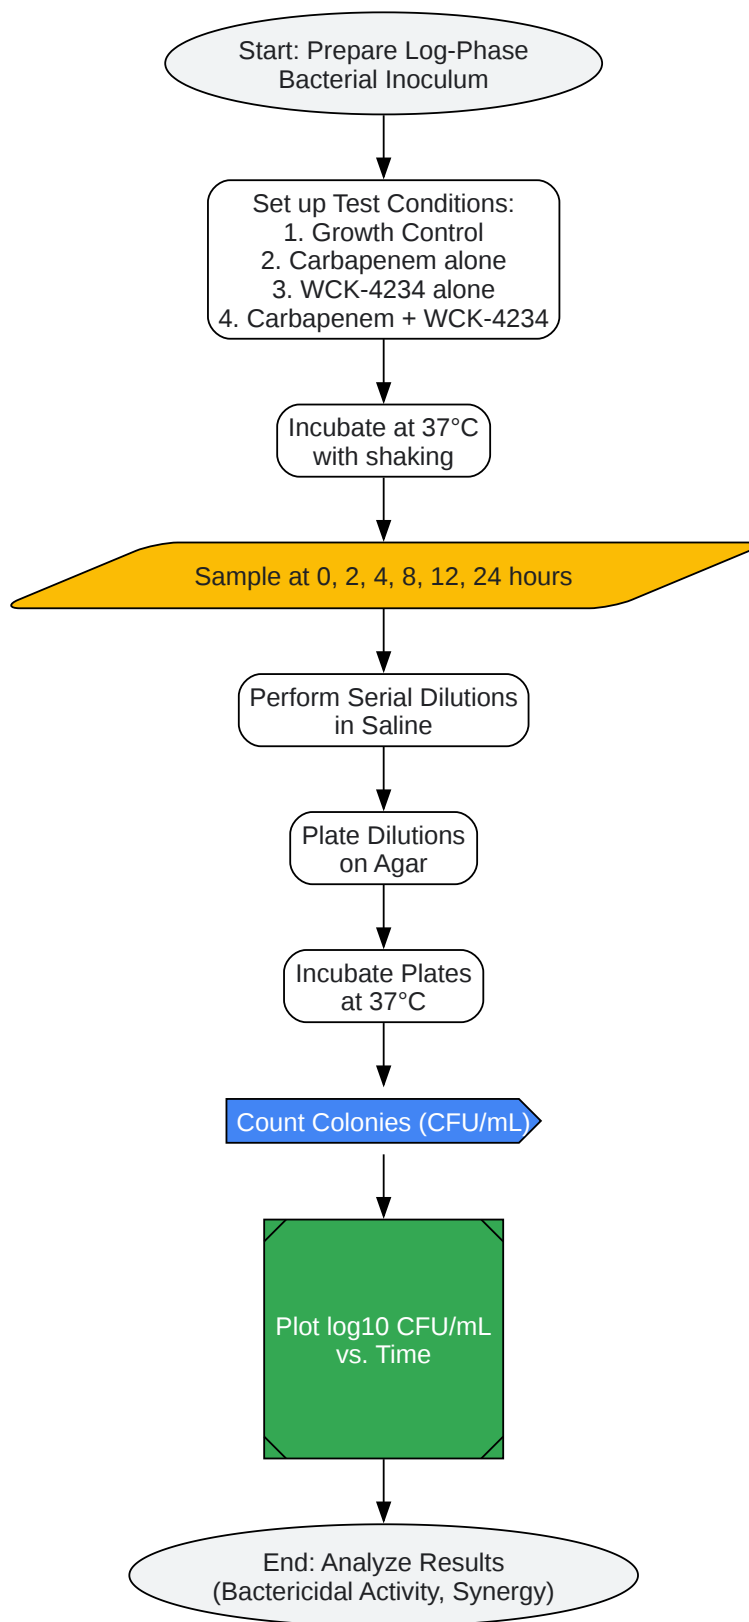 Start: Prepare Log-Phase
Bacterial Inoculum
Set up Test Conditions:
1. Growth Control
2. Carbapenem alone
3. WCK-4234 alone
4. Carbapenem + WCK-4234
Incubate at 37°C
with shaking
Sample at 0, 2, 4, 8, 12, 24 hours
Perform Serial Dilutions
in Saline
Plate Dilutions
on Agar
Incubate Plates
at 37°C
Count Colonies (CFU/mL)
Plot log10 CFU/mL
vs. Time
End: Analyze Results
(Bactericidal Activity, Synergy)